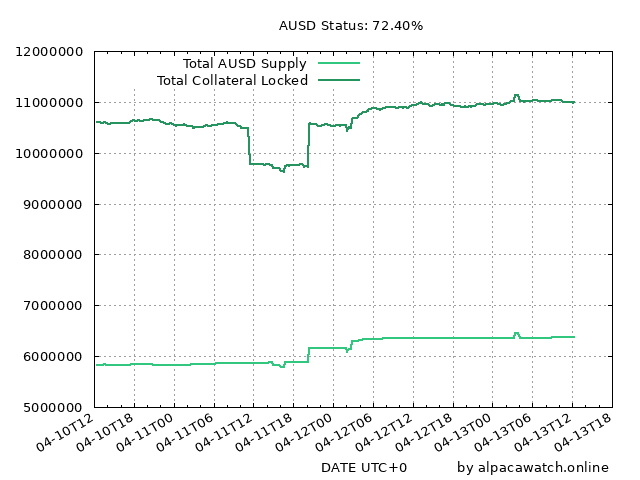 AUSD Status: 72.40%
Total AUSD Supply
Total Collateral Locked
12000000
11000000
10000000
9000000
8000000
7000000
6000000
5000000
04-10T12
04-10T18
04-11T00
04-11T06
04-11T12
04-11T18
04-12T00
04-12T06
04-12T12
04-12T18
04-13T00
04-13T06
04-13T12
04-13T18
DATE UTC+0
by alpacawatch.online